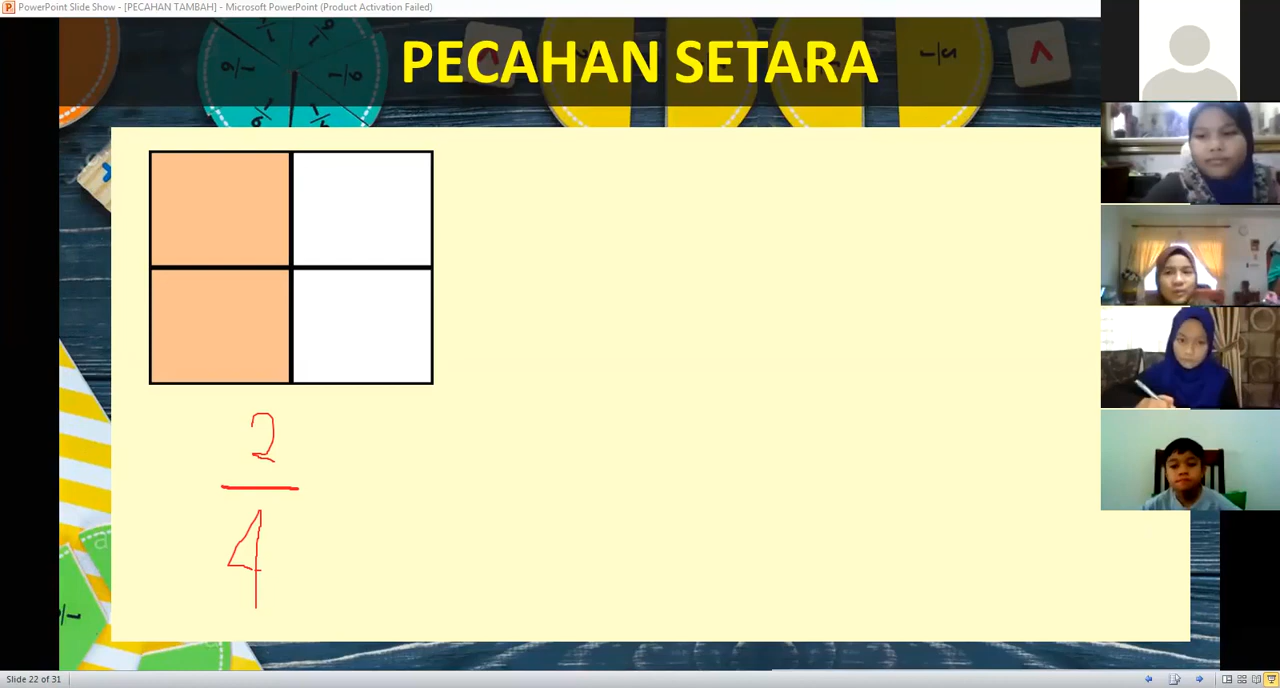 PowerPoint Slide Show - [PECAHAN TAMBAH] - Microsoft PowerPoint (Product Activation Failed)
PECAHAN SETARA
2
4
Slide 22 of 31